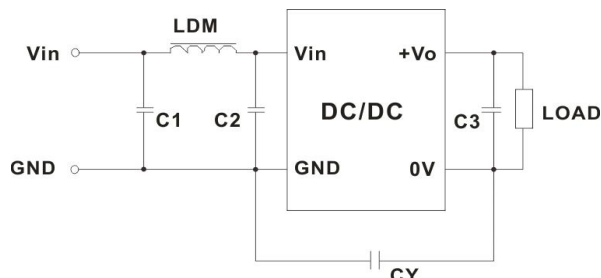 LDM
Vin
Vin
+Vo
C1
C2
DC/DC
C3
LOAD
GND
GND
0V
CY